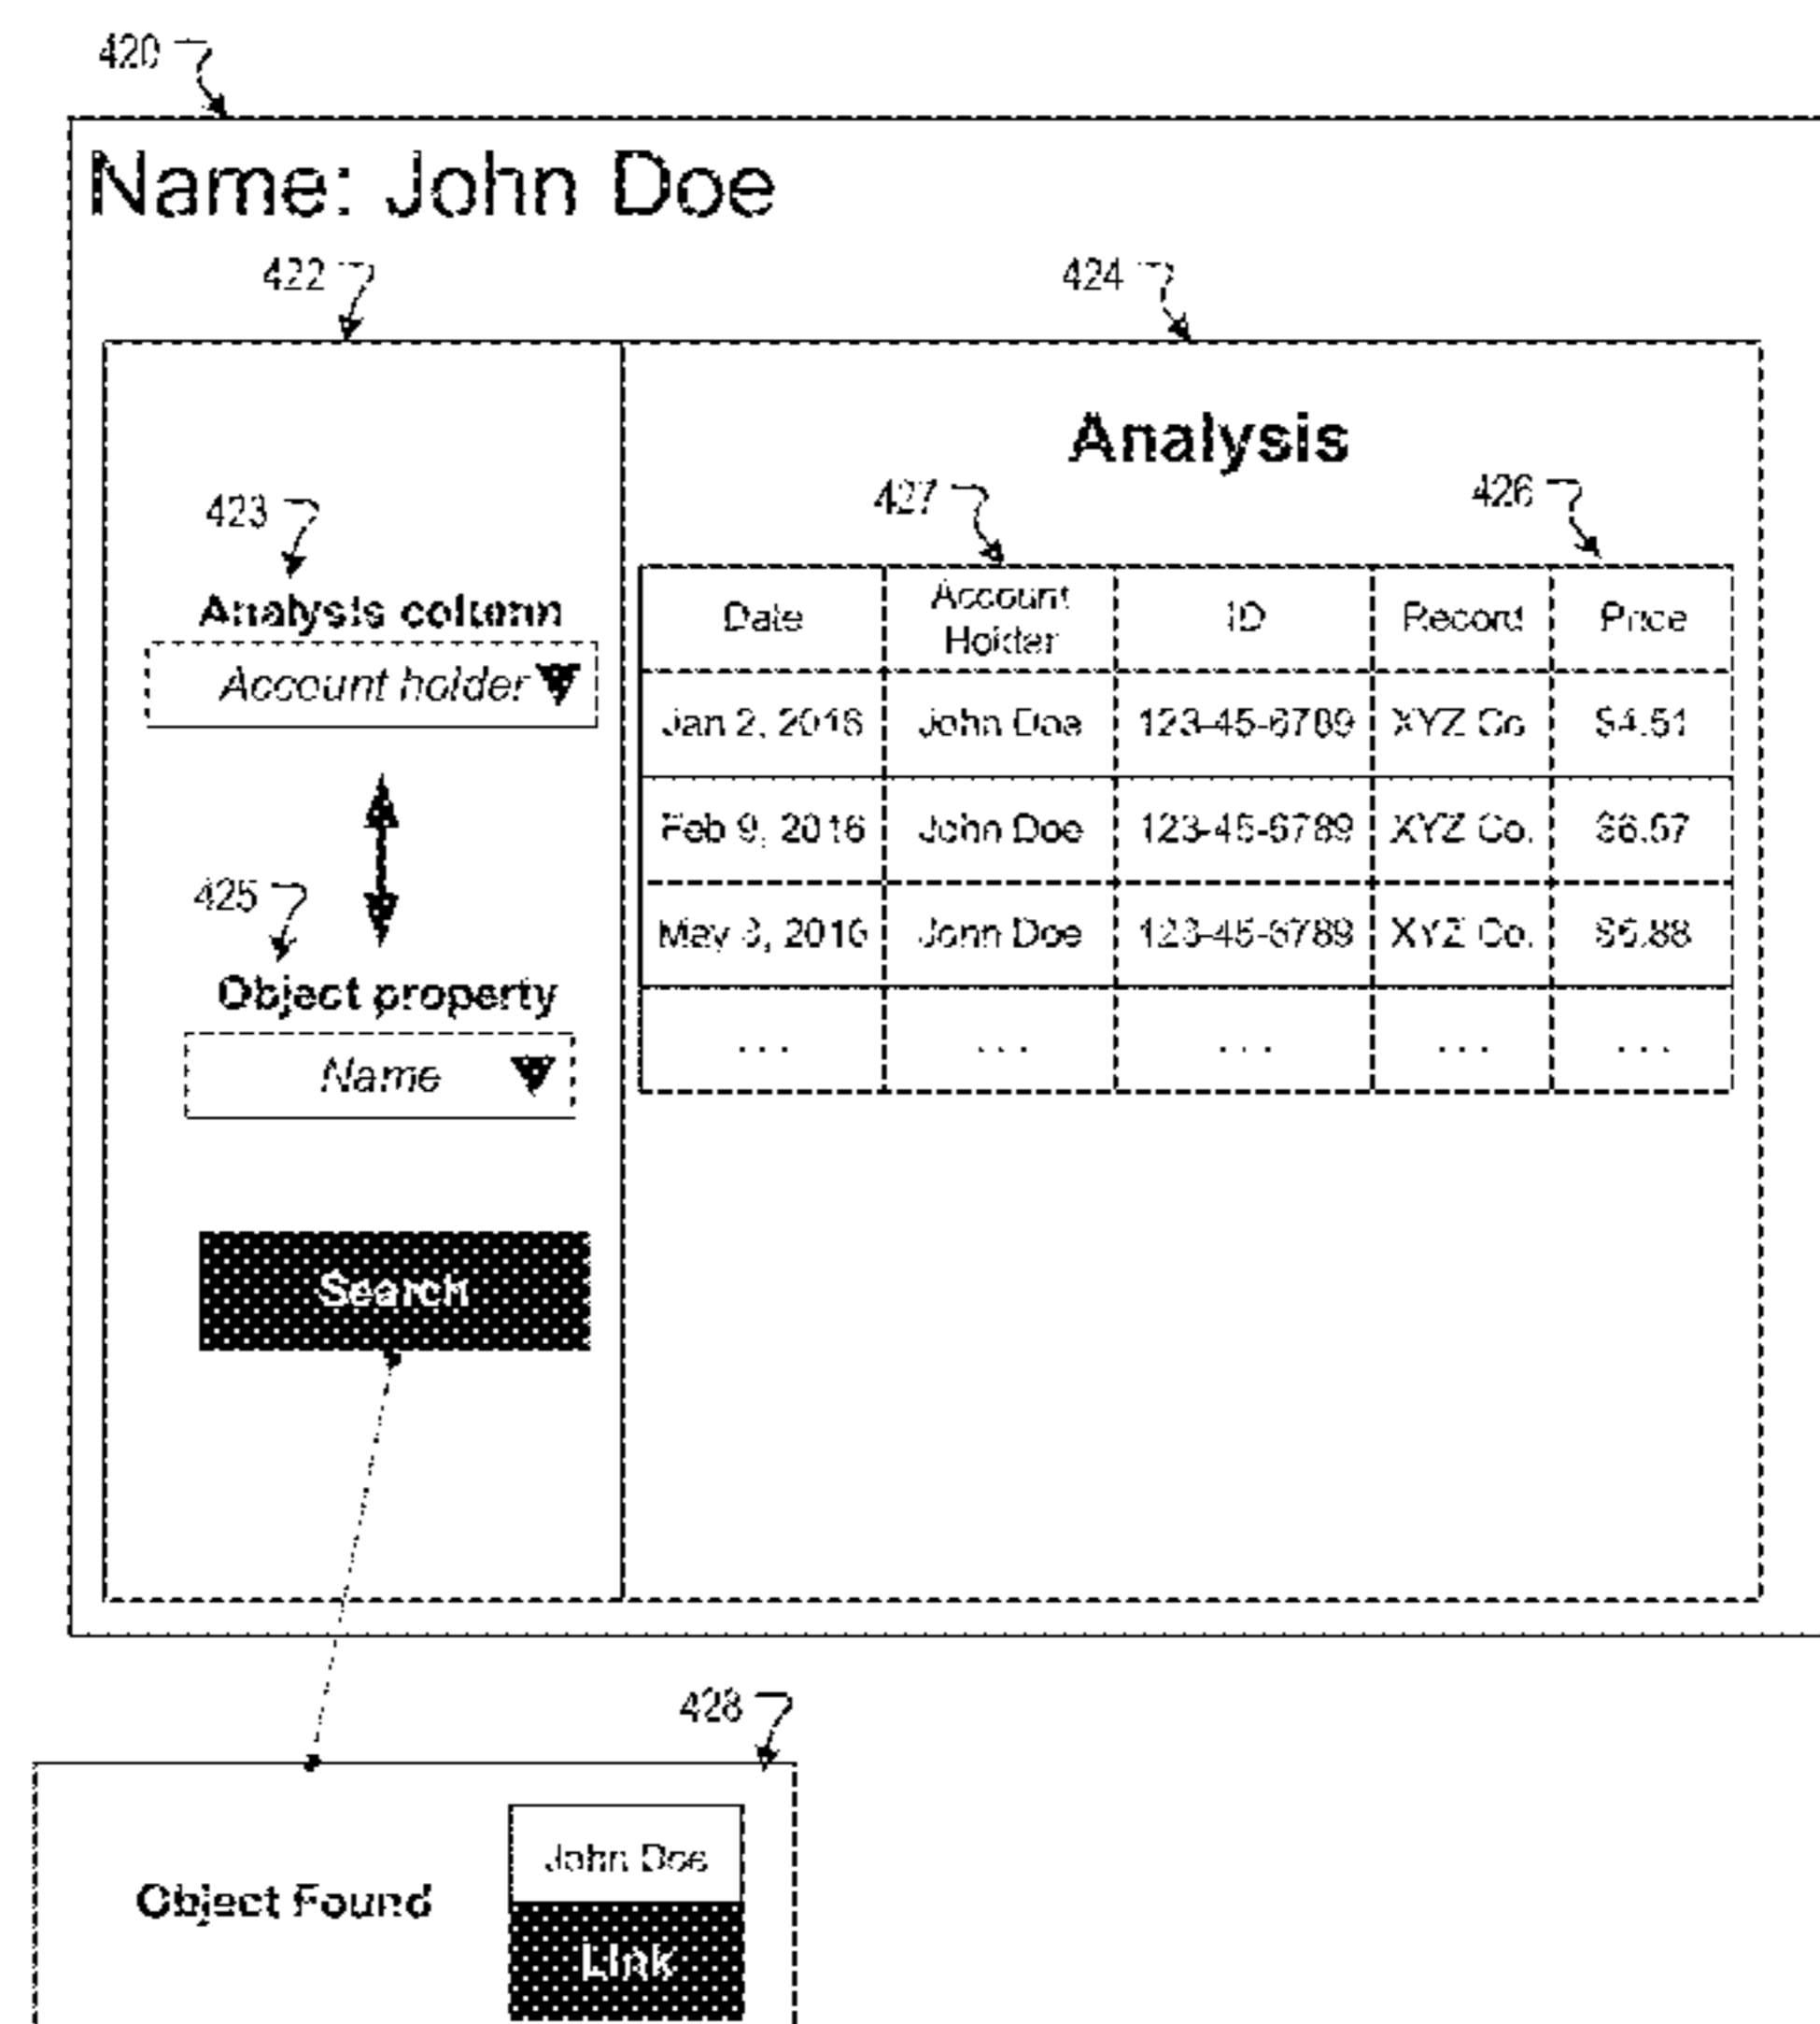 420
Name: John Doe
422
424
Analysis
423
427
426
Analysis column
Account holder
Date Account Holder ID Record Price
Jan 2, 2016 John Doe 123-45-6789 XYZ Co $4.51
Feb 9, 2016 John Doe 123-45-6789 XYZ Co. $6.57
425
May 3, 2016 John Doe 123-45-6789 XYZ Co. $5.88
Object property
Name
... ... ... ... ...
Search
428
John Doe
Object Found
Link